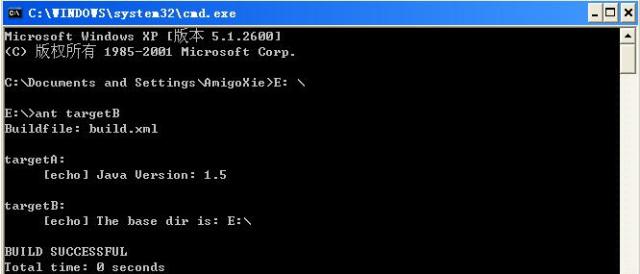 C:\WINDOWS\system32\cmd.exe
Microsoft Windows XP [版本 5.1.2600]
(C) 版权所有 1985-2001 Microsoft Corp.
C:\Documents and Settings\AmigoXie>E: \
E:\>ant targetB
Buildfile: build.xml
targetA:
[echo] Java Version: 1.5
targetB:
[echo] The base dir is: E:\
BUILD SUCCESSFUL
Total time: 0 seconds